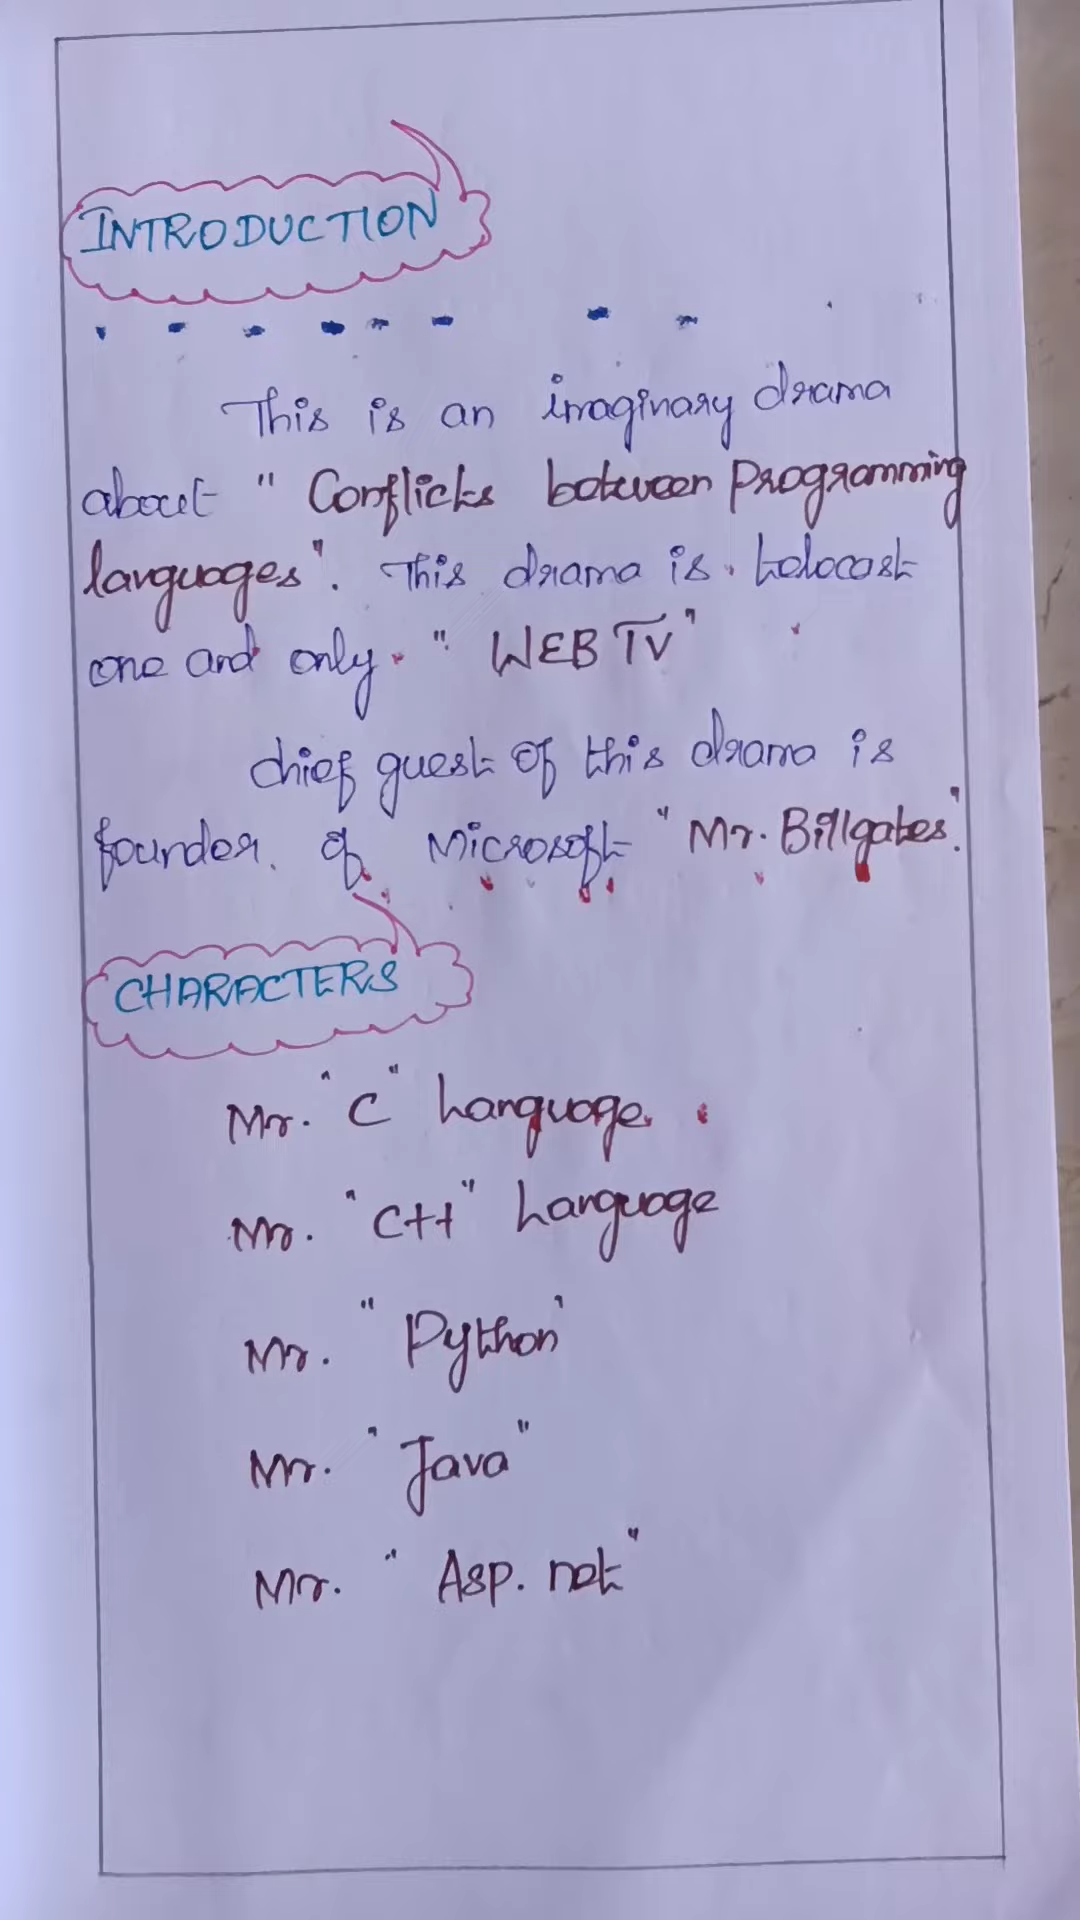 INTRODUCTION
This is an imaginary drama
about " Conflicks between Programming
languages". This drama is telocost
one and only. " WEB TV"
chief guest of this drama is
founder of Microsoft "Mr. Billgates".
CHARACTERS
Mr. "C" Language.
Mr. "C++" Language
Mr. "Python"
Mr. "Java"
Mr. "Asp. net"